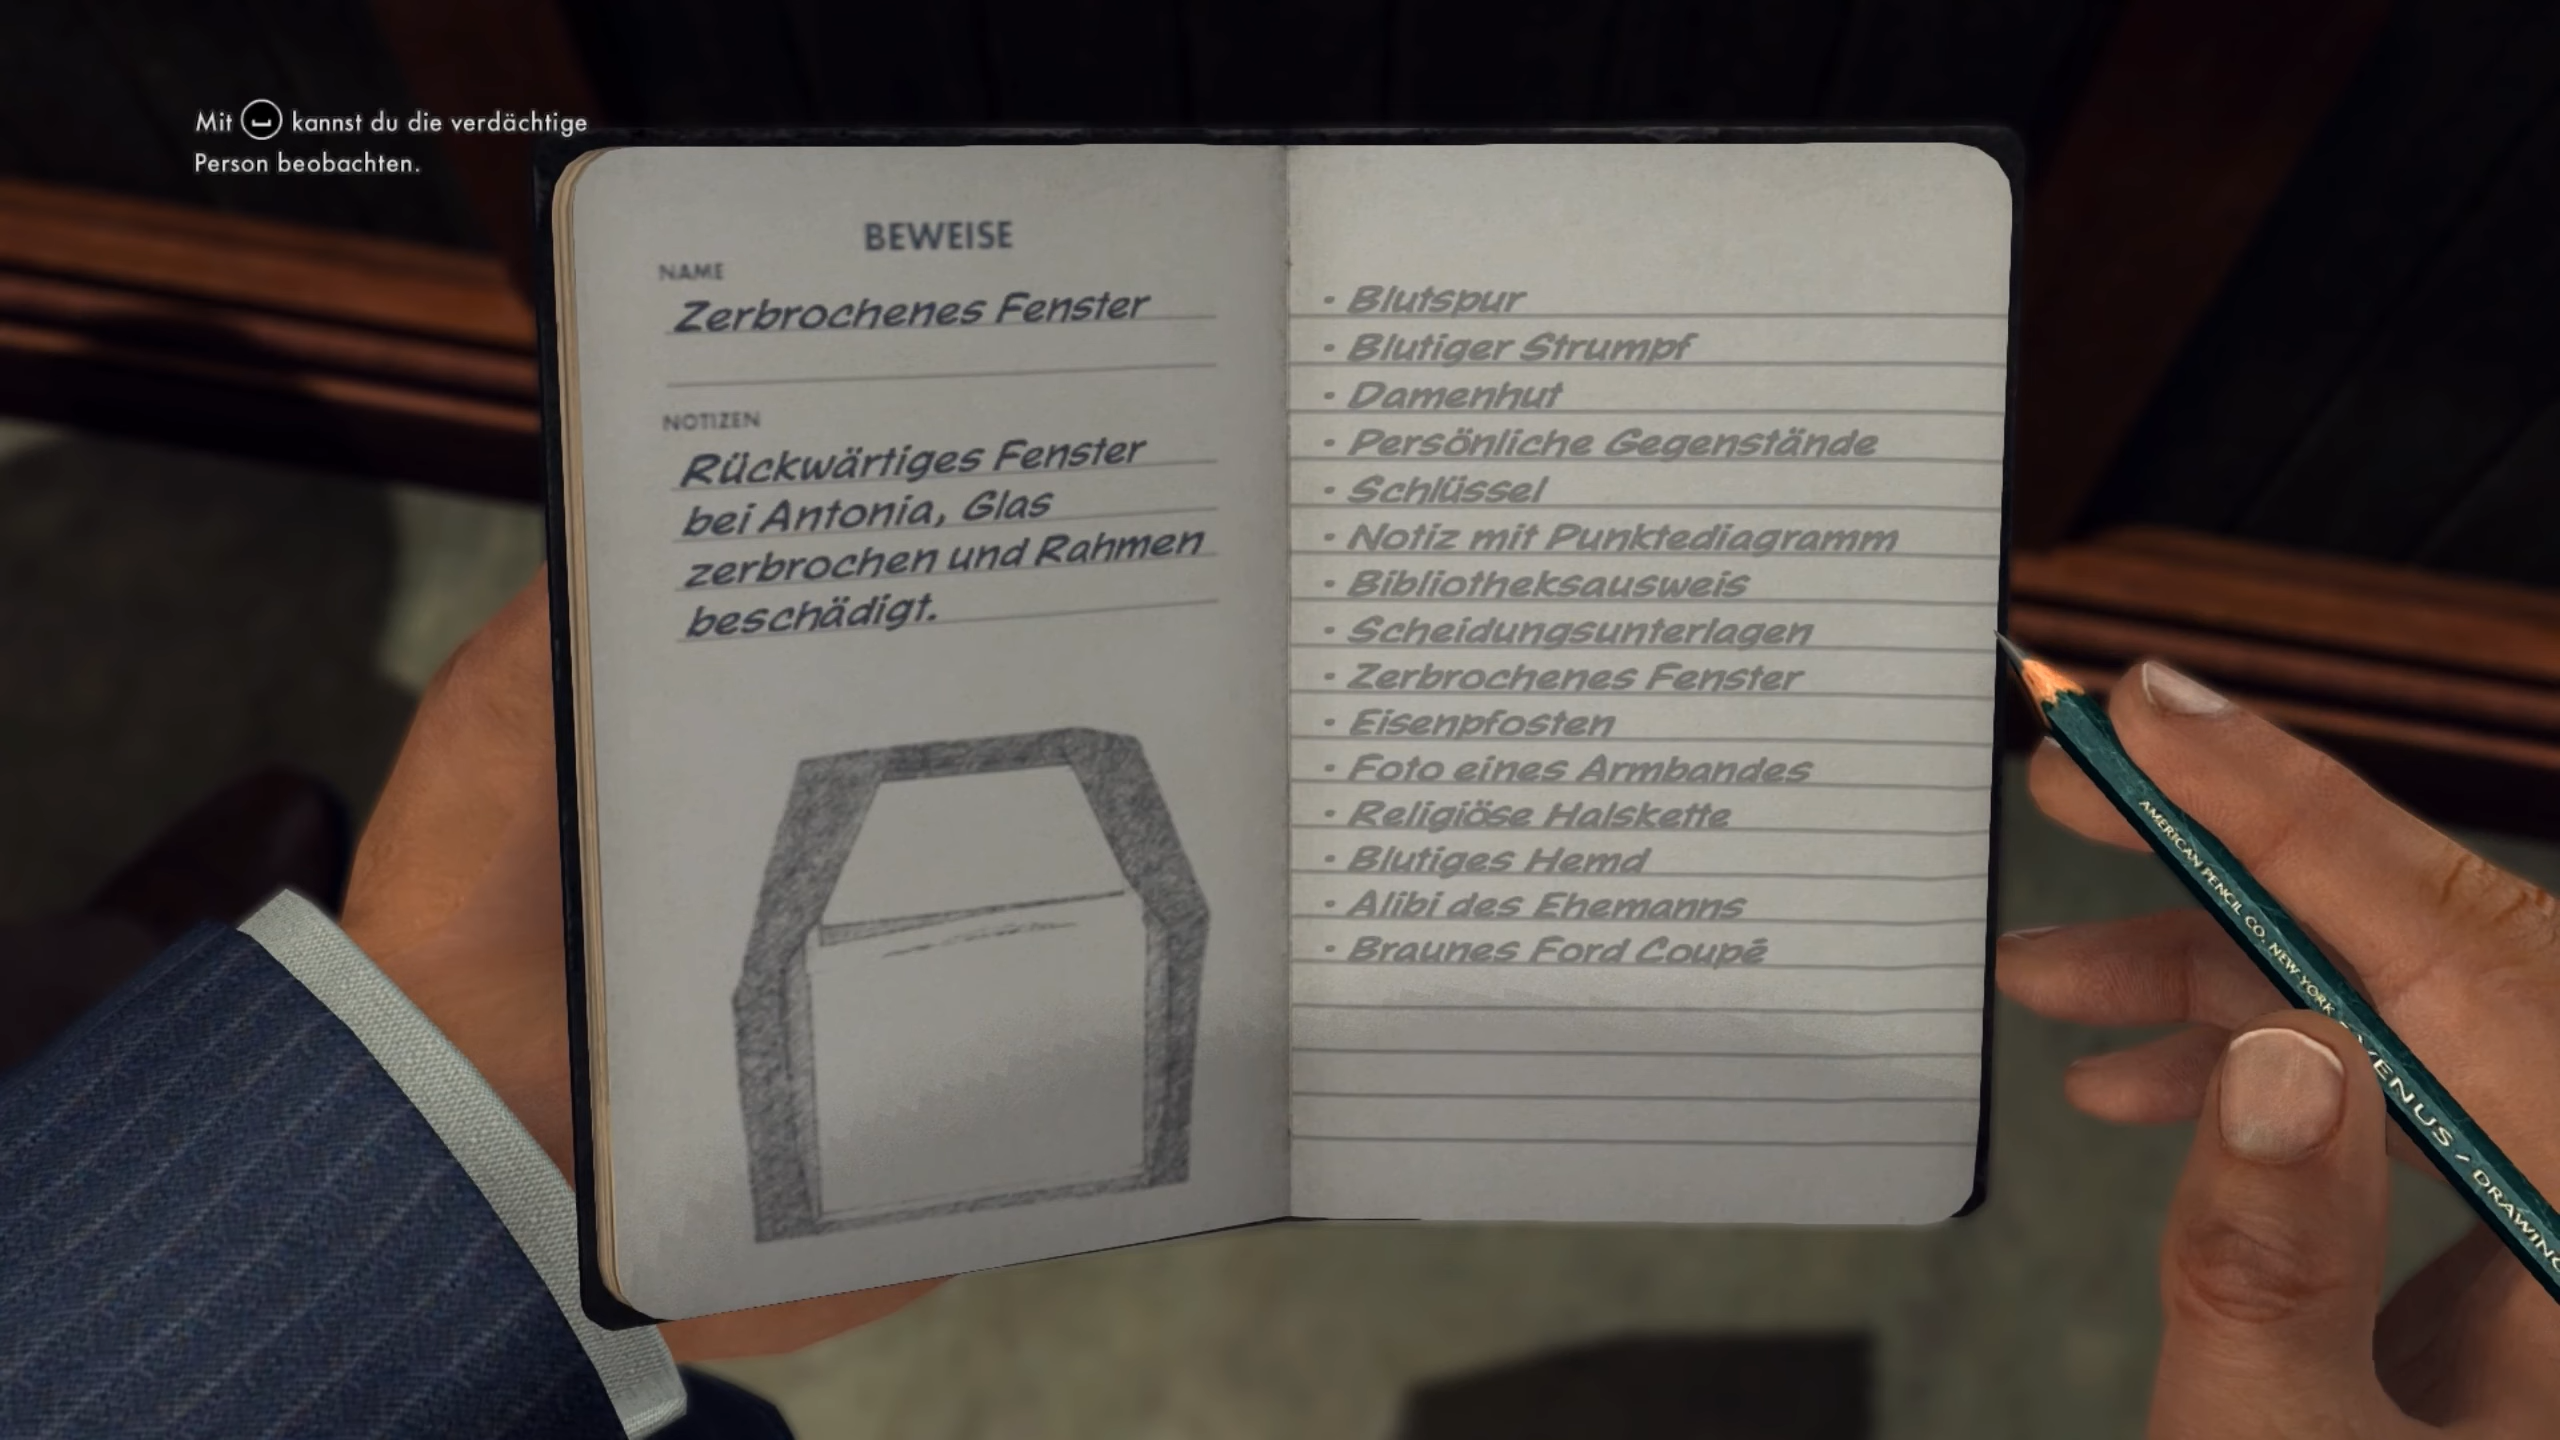 Mit kannst du die verdächtige
Person beobachten.
BEWEISE
NAME
Zerbrochenes Fenster
NOTIZEN
Rückwärtiges Fenster
bei Antonia, Glas
zerbrochen und Rahmen
beschädigt.
• Blutspur
• Blutiger Strumpf
• Damenhut
• Persönliche Gegenstände
• Schlüssel
• Notiz mit Punktediagramm
• Bibliotheksausweis
• Scheidungsunterlagen
• Zerbrochenes Fenster
• Eisenpfosten
• Foto eines Armbandes
• Religiöse Halskette
• Blutiges Hemd
• Alibi des Ehemanns
• Braunes Ford Coupé
AMERICAN PENCIL CO. NEW YORK VENUS / DRAWING